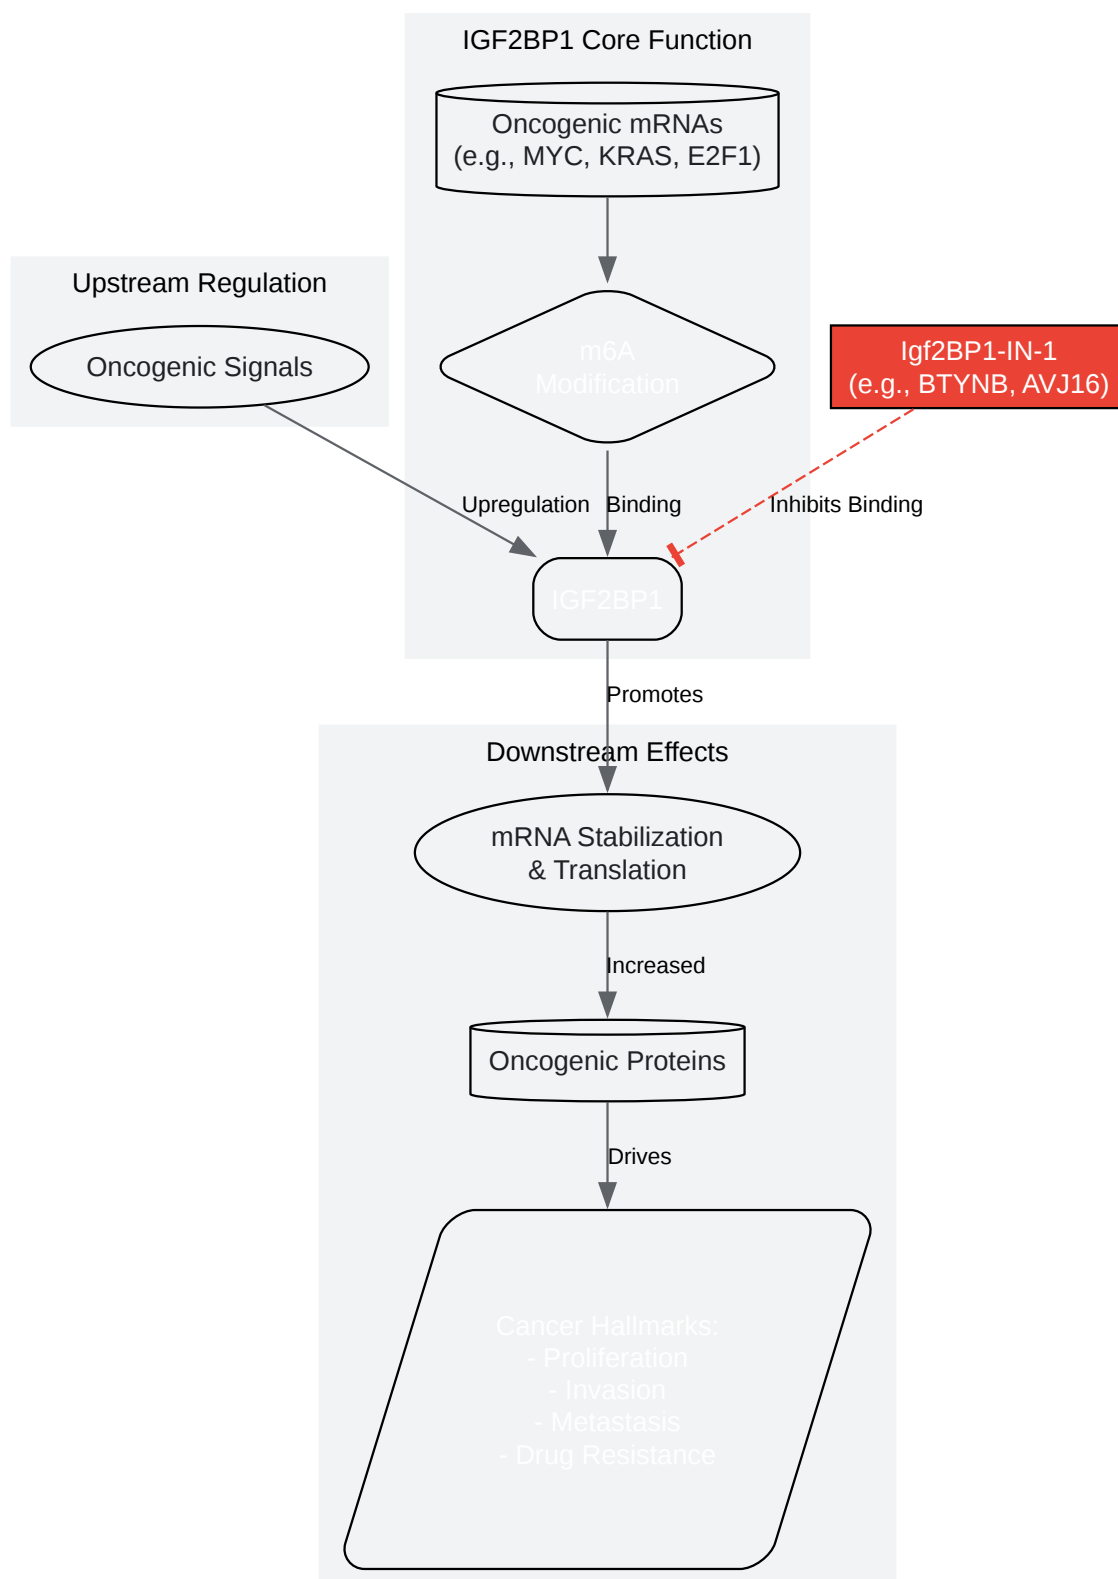 IGF2BP1 Core Function
Oncogenic mRNAs
(e.g., MYC, KRAS, E2F1)
Upstream Regulation
Oncogenic Signals
m6A
Modification
Igf2BP1-IN-1
(e.g., BTYNB, AVJ16)
Upregulation
Binding
Inhibits Binding
IGF2BP1
Promotes
Downstream Effects
mRNA Stabilization
& Translation
Increased
Oncogenic Proteins
Drives
Cancer Hallmarks:
- Proliferation
- Invasion
- Metastasis
- Drug Resistance